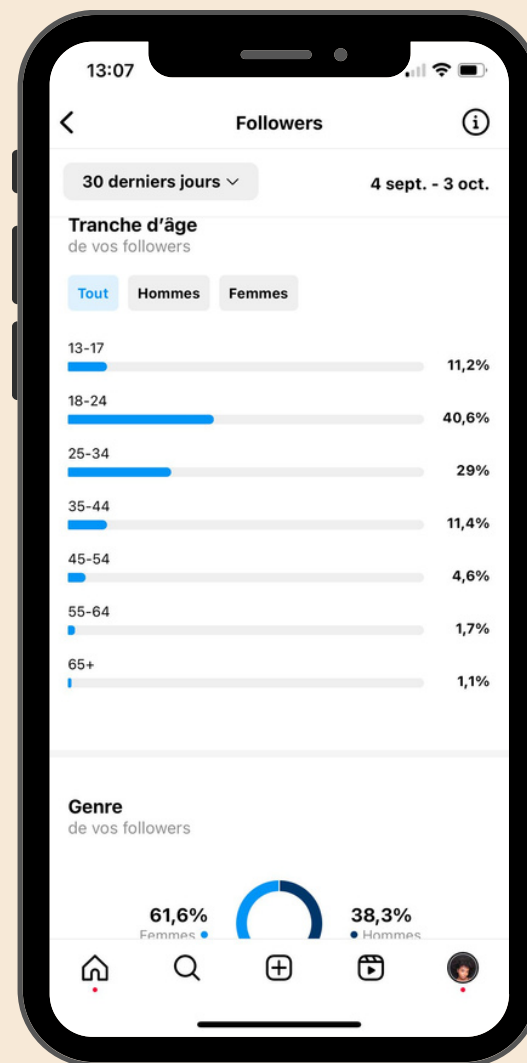 13:07
Followers
30 derniers jours
4 sept. - 3 oct.
Tranche d’âge
de vos followers
Tout Hommes Femmes
13-17
11,2%
18-24
40,6%
25-34
29%
35-44
11,4%
45-54
4,6%
55-64
1,7%
65+
1,1%
Genre
de vos followers
61,6%
Femmes
38,3%
Hommes